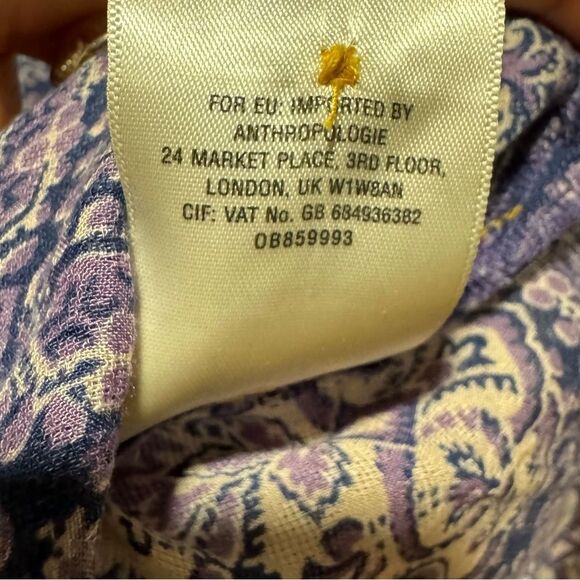 FOR EU: IMPORTED BY
ANTHROPOLOGIE
24 MARKET PLACE, 3RD FLOOR,
LONDON, UK W1W8AN
CIF: VAT No. GB 684936382
OB859993